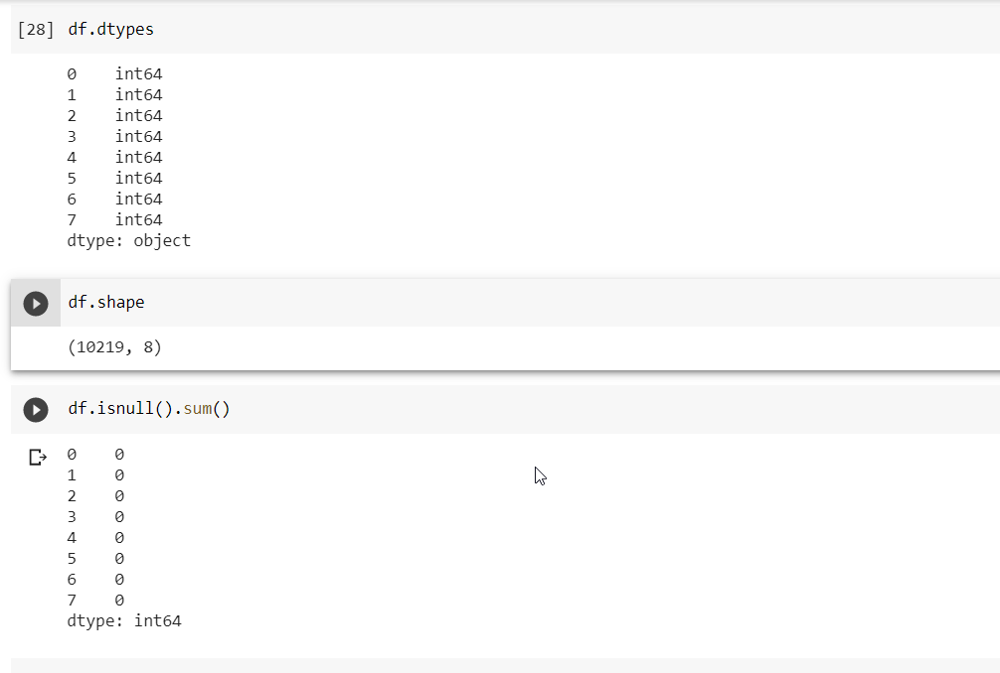 [28] df.dtypes
0    int64
1    int64
2    int64
3    int64
4    int64
5    int64
6    int64
7    int64
dtype: object
df.shape
(10219, 8)
df.isnull().sum()
0    0
1    0
2    0
3    0
4    0
5    0
6    0
7    0
dtype: int64